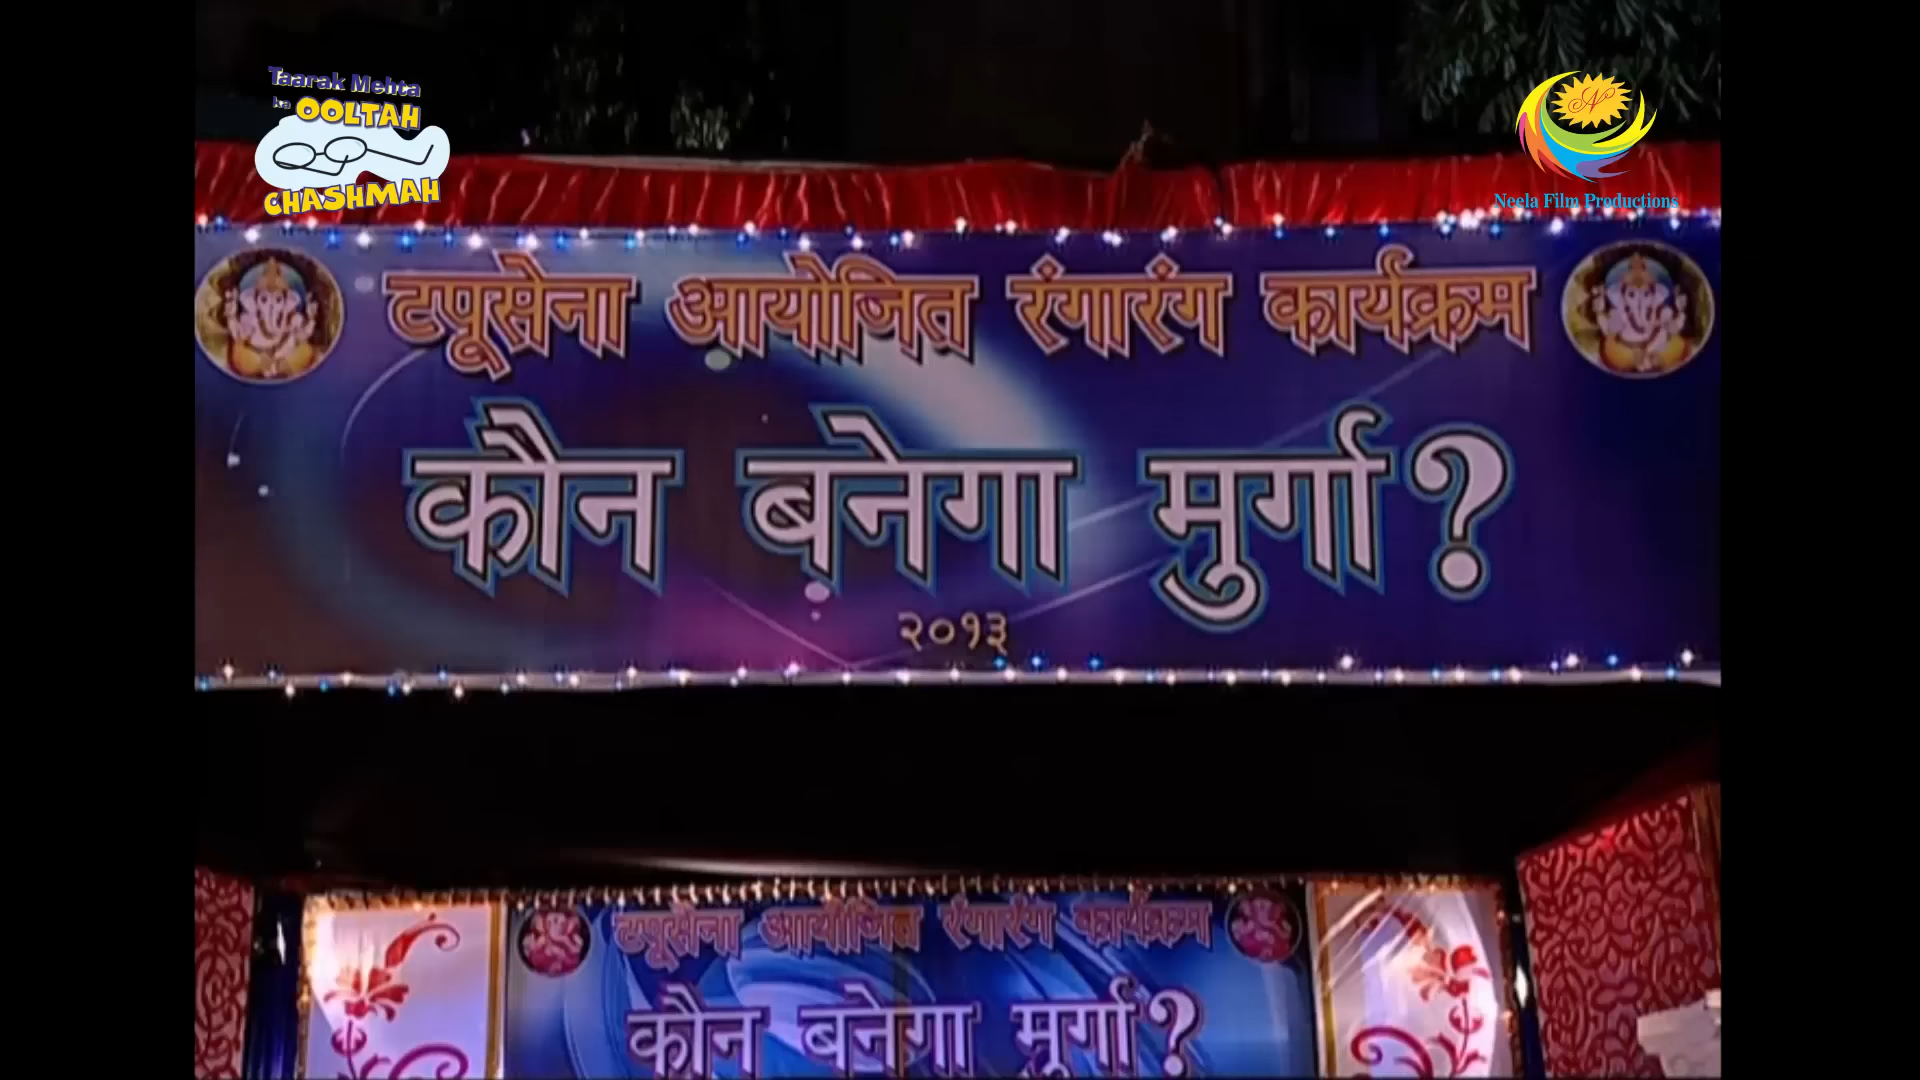 Taarak Mehta
ka OOLTAH
CHASHMAH
Neela Film Productions
टपूसेना आयोजित रंगारंग कार्यक्रम
कौन बनेगा मुर्गा?
२०१३
टपूसेना आयोजित रंगारंग कार्यक्रम
कौन बनेगा मुर्गा?